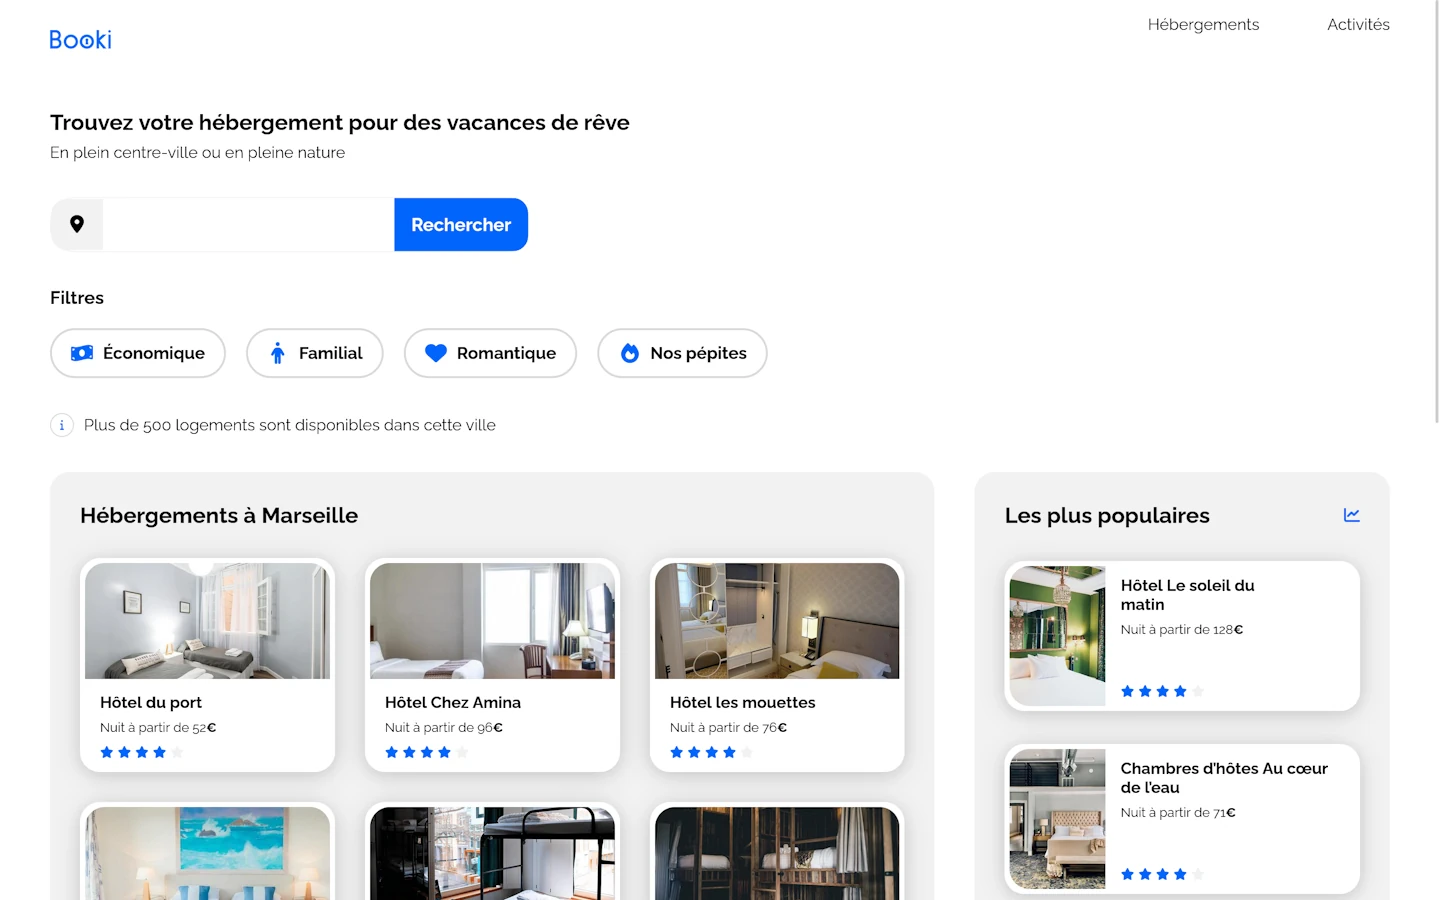 Booki
Hébergements
Activités
Trouvez votre hébergement pour des vacances de rêve
En plein centre-ville ou en pleine nature
Rechercher
Filtres
Économique
Familial
Romantique
Nos pépites
i Plus de 500 logements sont disponibles dans cette ville
Hébergements à Marseille
Hôtel du port
Nuit à partir de 52€
Hôtel Chez Amina
Nuit à partir de 96€
Hôtel les mouettes
Nuit à partir de 76€
Les plus populaires
Hôtel Le soleil du
matin
Nuit à partir de 128€
Chambres d'hôtes Au cœur
de l'eau
Nuit à partir de 71€